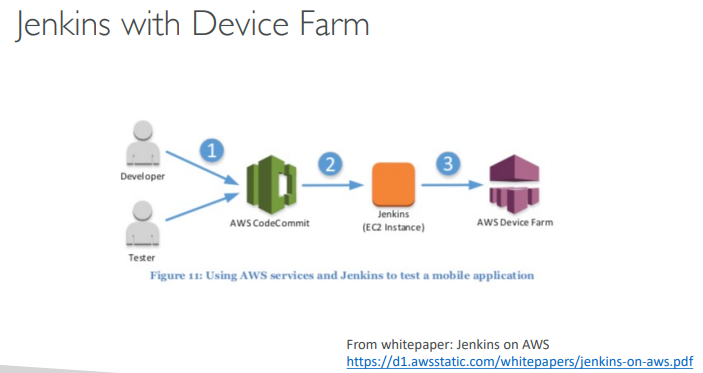 Jenkins with Device Farm
1
2
3
Developer
AWS CodeCommit
Jenkins
(EC2 Instance)
AWS Device Farm
Tester
Figure 11: Using AWS services and Jenkins to test a mobile application
From whitepaper: Jenkins on AWS
https://d1.awsstatic.com/whitepapers/jenkins-on-aws.pdf